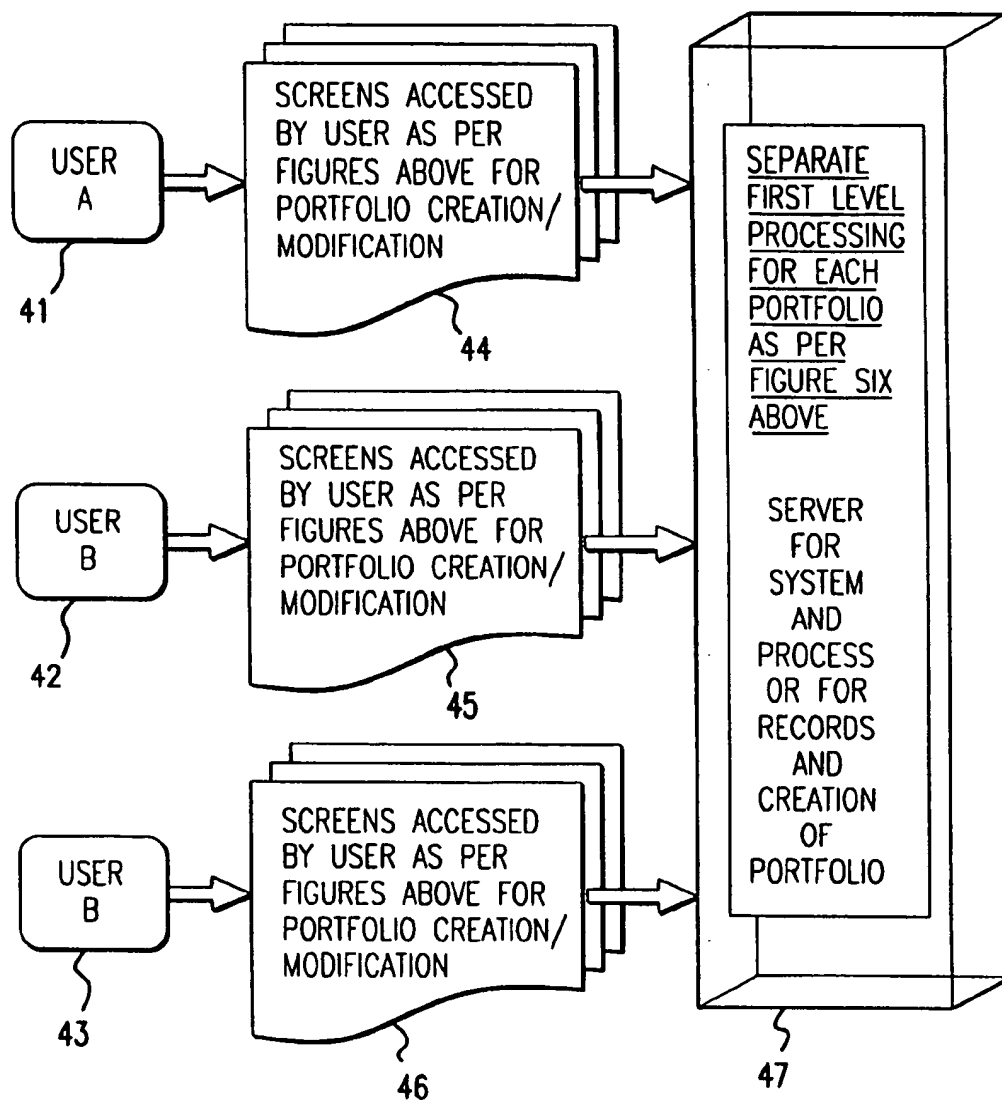 USER
A
41
SCREENS ACCESSED
BY USER AS PER
FIGURES ABOVE FOR
PORTFOLIO CREATION/
MODIFICATION
44
USER
B
42
SCREENS ACCESSED
BY USER AS PER
FIGURES ABOVE FOR
PORTFOLIO CREATION/
MODIFICATION
45
USER
B
43
SCREENS ACCESSED
BY USER AS PER
FIGURES ABOVE FOR
PORTFOLIO CREATION/
MODIFICATION
46
SEPARATE
FIRST LEVEL
PROCESSING
FOR EACH
PORTFOLIO
AS PER
FIGURE SIX
ABOVE
SERVER
FOR
SYSTEM
AND
PROCESS
OR FOR
RECORDS
AND
CREATION
OF
PORTFOLIO
47